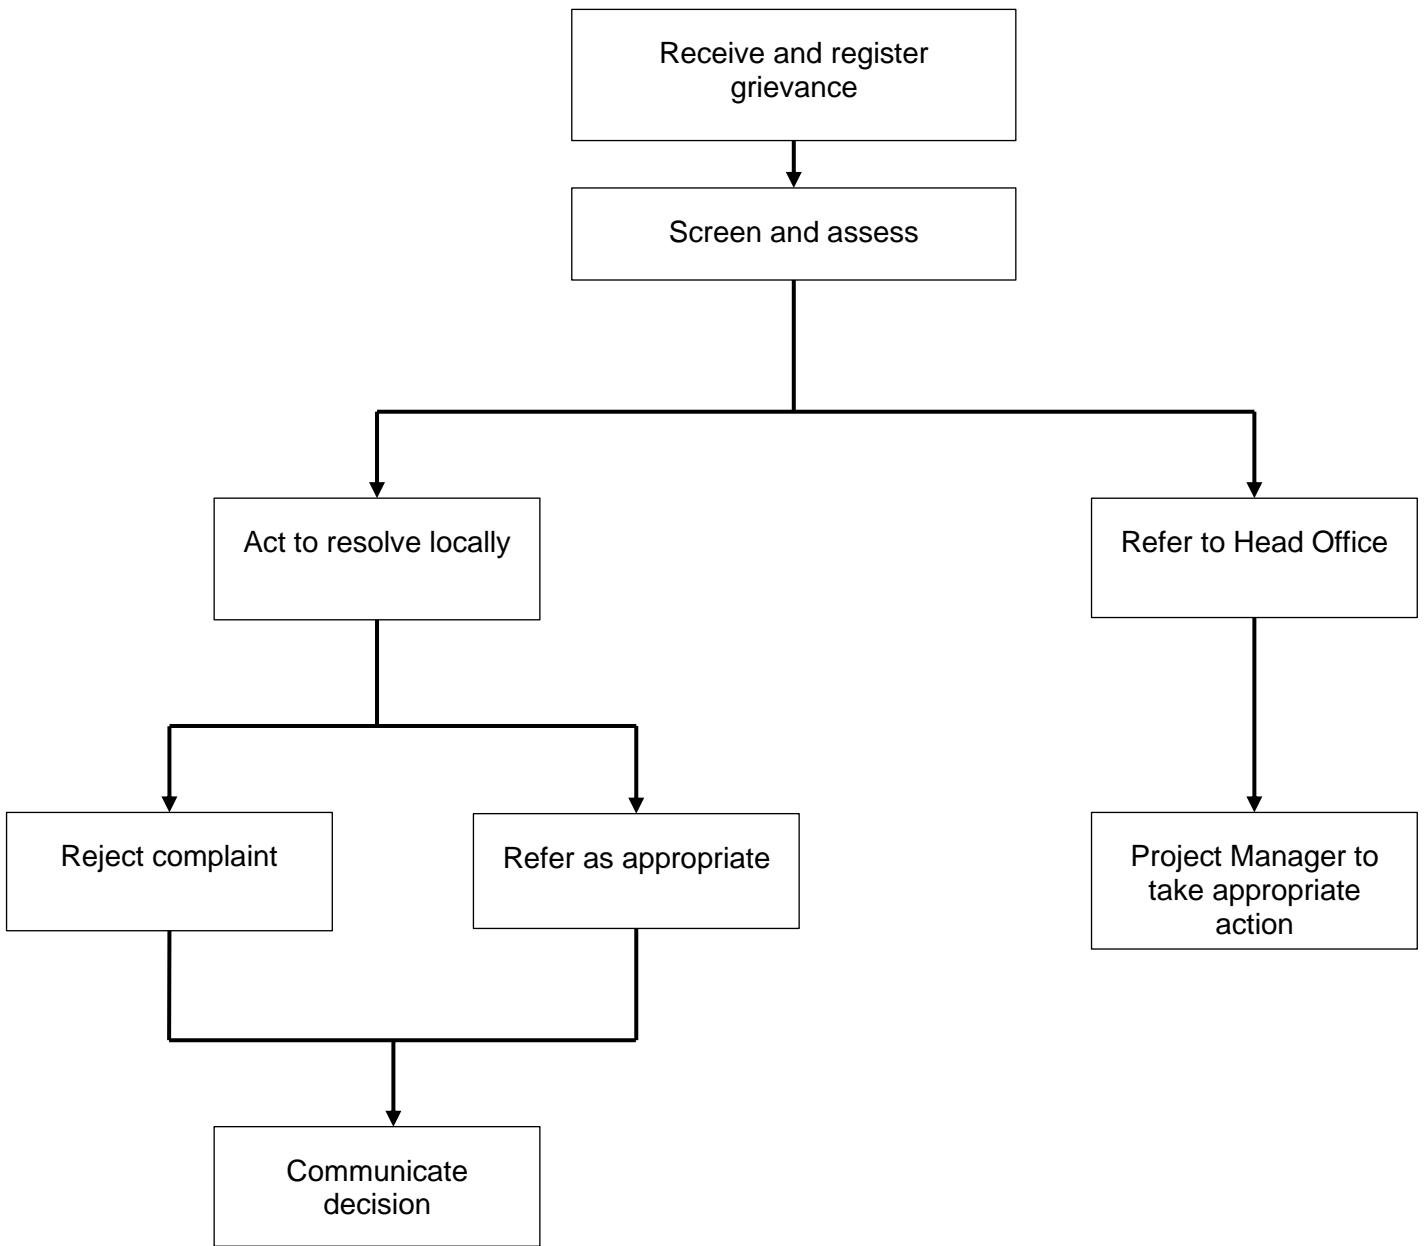 Receive and register
grievance
Screen and assess
Act to resolve locally
Refer to Head Office
Reject complaint
Refer as appropriate
Project Manager to
take appropriate
action
Communicate
decision